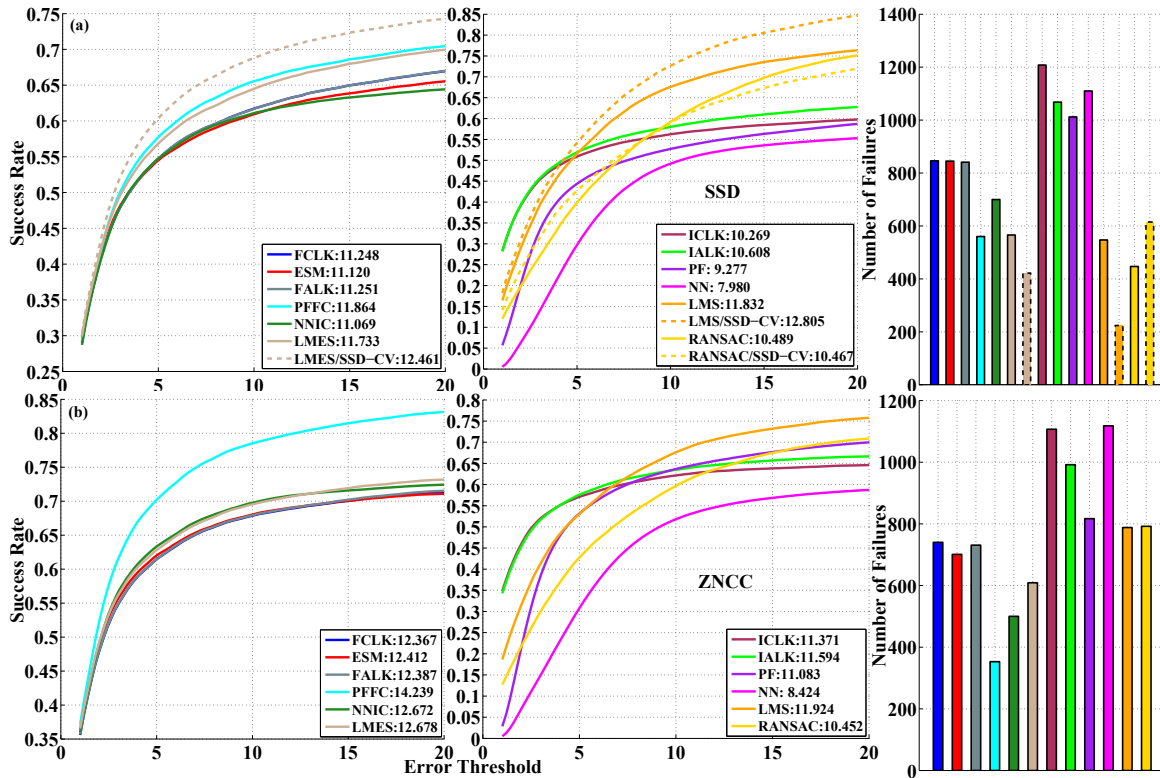 (a)
Success Rate
0.75
0.7
0.65
0.6
0.55
0.5
0.45
0.4
0.35
0.3
0.25
0 5 10 15 20
FCLK:11.248
ESM:11.120
FALK:11.251
PFFC:11.864
NNIC:11.069
LMES:11.733
LMES/SSD−CV:12.461
0.85
0.8
0.75
0.7
0.65
0.6
0.55
0.5
0.45
0.4
0.35
0.3
0.25
0.2
0.15
0.1
0.05
0
0 5 10 15 20
SSD
ICLK:10.269
IALK:10.608
PF: 9.277
NN: 7.980
LMS:11.832
LMS/SSD−CV:12.805
RANSAC:10.489
RANSAC/SSD−CV:10.467
Number of Failures
1400
1200
1000
800
600
400
200
0
(b)
Success Rate
0.85
0.8
0.75
0.7
0.65
0.6
0.55
0.5
0.45
0.4
0.35
0 5 10 15 20
FCLK:12.367
ESM:12.412
FALK:12.387
PFFC:14.239
NNIC:12.672
LMES:12.678
0.8
0.75
0.7
0.65
0.6
0.55
0.5
0.45
0.4
0.35
0.3
0.25
0.2
0.15
0.1
0.05
0
0 5 10 15 20
ZNCC
ICLK:11.371
IALK:11.594
PF:11.083
NN: 8.424
LMS:11.924
RANSAC:10.452
Error Threshold
Number of Failures
1200
1000
800
600
400
200
0